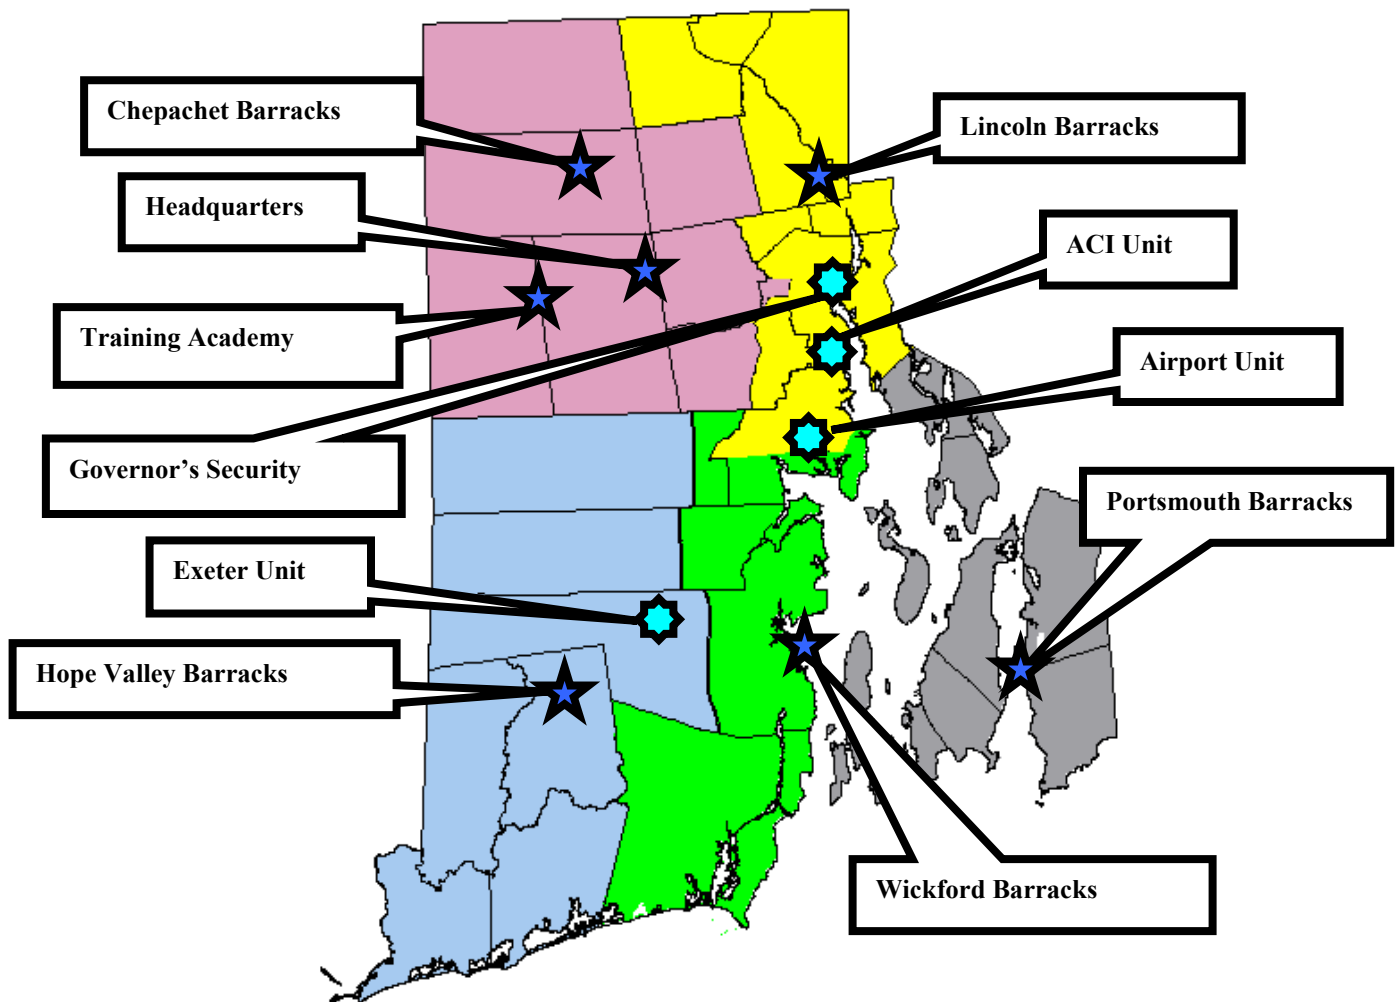 Chepachet Barracks
Lincoln Barracks
Headquarters
ACI Unit
Training Academy
Airport Unit
Governor’s Security
Portsmouth Barracks
Exeter Unit
Hope Valley Barracks
Wickford Barracks